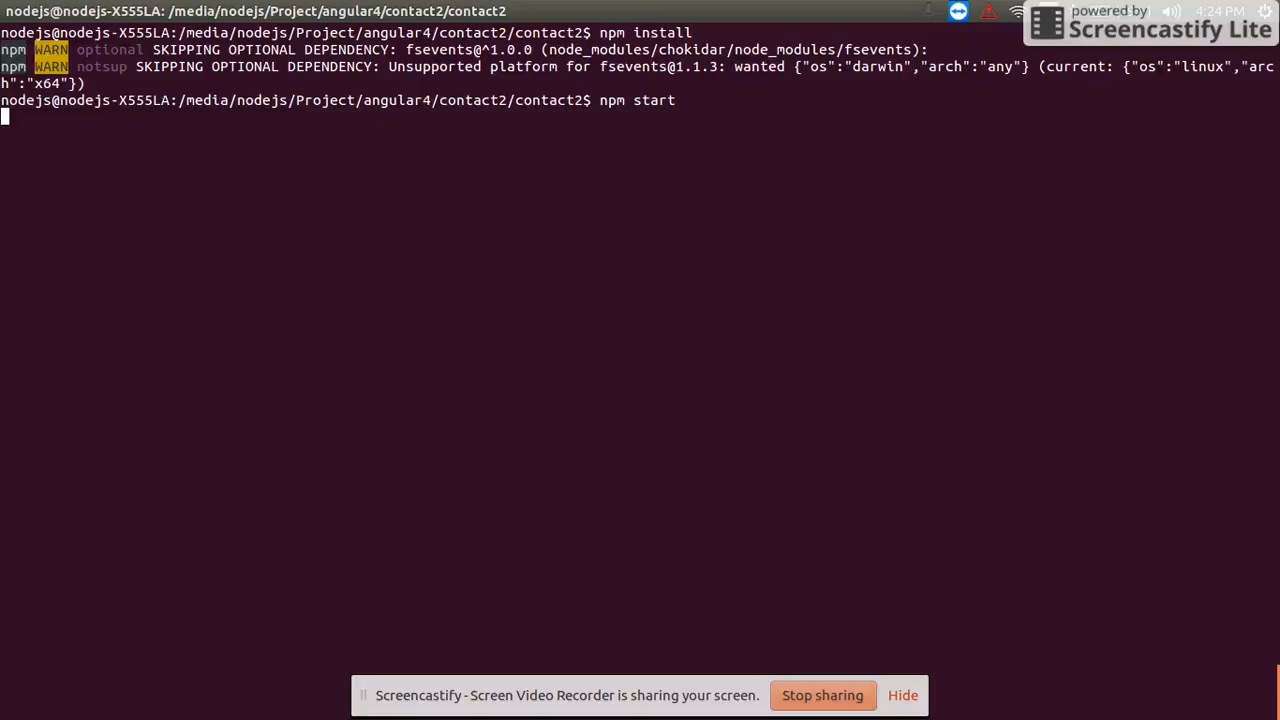 nodejs@nodejs-X555LA: /media/nodejs/Project/angular4/contact2/contact2
4:24 PM
powered by
Screencastify Lite
nodejs@nodejs-X555LA:/media/nodejs/Project/angular4/contact2/contact2$ npm install
npm WARN optional SKIPPING OPTIONAL DEPENDENCY: fsevents@^1.0.0 (node_modules/chokidar/node_modules/fsevents):
npm WARN notsup SKIPPING OPTIONAL DEPENDENCY: Unsupported platform for fsevents@1.1.3: wanted {"os":"darwin","arch":"any"} (current: {"os":"linux","arc
h":"x64"})
nodejs@nodejs-X555LA:/media/nodejs/Project/angular4/contact2/contact2$ npm start
Screencastify - Screen Video Recorder is sharing your screen.
Stop sharing
Hide